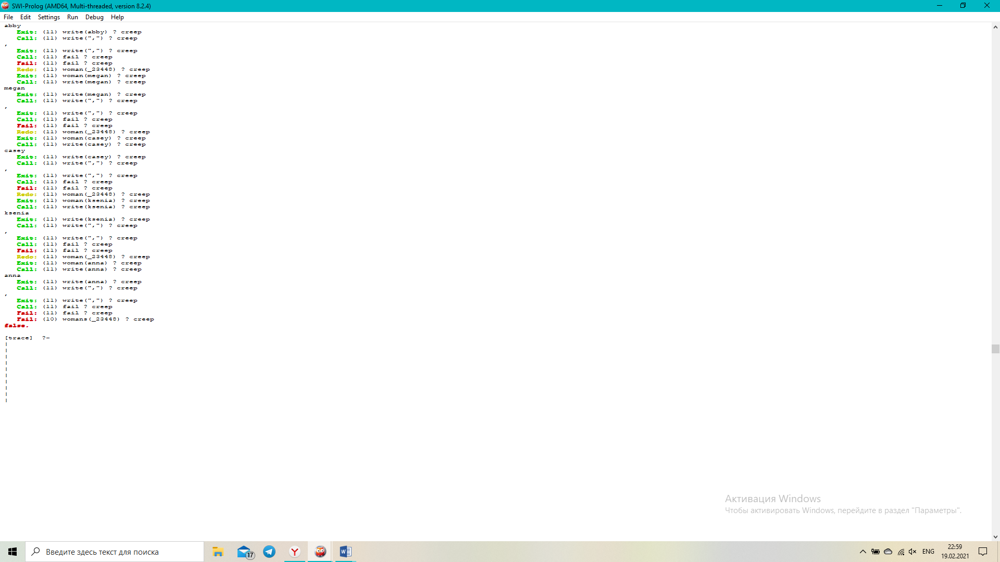 SWI-Prolog (AMD64, Multi-threaded, version 8.2.4)
File Edit Settings Run Debug Help
abby
Exit: (11) write(abby) ? creep
Call: (11) write(",") ? creep
,
Exit: (11) write(",") ? creep
Call: (11) fail ? creep
Fail: (11) fail ? creep
Redo: (11) woman(_23448) ? creep
Exit: (11) woman(megan) ? creep
Call: (11) write(megan) ? creep
megan
Exit: (11) write(megan) ? creep
Call: (11) write(",") ? creep
,
Exit: (11) write(",") ? creep
Call: (11) fail ? creep
Fail: (11) fail ? creep
Redo: (11) woman(_23448) ? creep
Exit: (11) woman(casey) ? creep
Call: (11) write(casey) ? creep
casey
Exit: (11) write(casey) ? creep
Call: (11) write(",") ? creep
,
Exit: (11) write(",") ? creep
Call: (11) fail ? creep
Fail: (11) fail ? creep
Redo: (11) woman(_23448) ? creep
Exit: (11) woman(ksenia) ? creep
Call: (11) write(ksenia) ? creep
ksenia
Exit: (11) write(ksenia) ? creep
Call: (11) write(",") ? creep
,
Exit: (11) write(",") ? creep
Call: (11) fail ? creep
Fail: (11) fail ? creep
Redo: (11) woman(_23448) ? creep
Exit: (11) woman(anna) ? creep
Call: (11) write(anna) ? creep
anna
Exit: (11) write(anna) ? creep
Call: (11) write(",") ? creep
,
Exit: (11) write(",") ? creep
Call: (11) fail ? creep
Fail: (11) fail ? creep
Fail: (10) womans(_23448) ? creep
false.
[trace] ?-
|
|
|
|
|
|
|
|
|
|
Активация Windows
Чтобы активировать Windows, перейдите в раздел "Параметры".
Введите здесь текст для поиска
17
ENG
22:59
19.02.2021